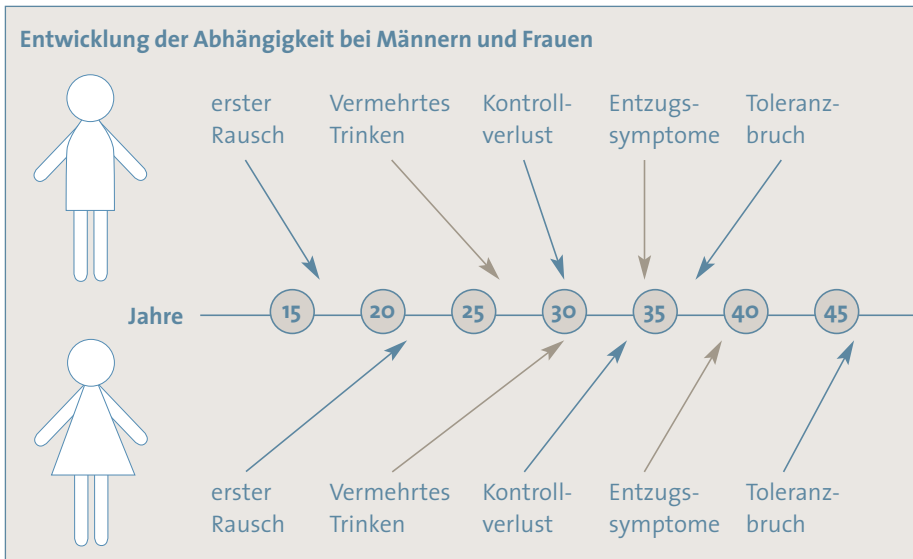 Entwicklung der Abhängigkeit bei Männern und Frauen
erster
Rausch
Vermehrtes
Trinken
Kontroll-
verlust
Entzugs-
symptome
Toleranz-
bruch
Jahre
15
20
25
30
35
40
45
erster
Rausch
Vermehrtes
Trinken
Kontroll-
verlust
Entzugs-
symptome
Toleranz-
bruch